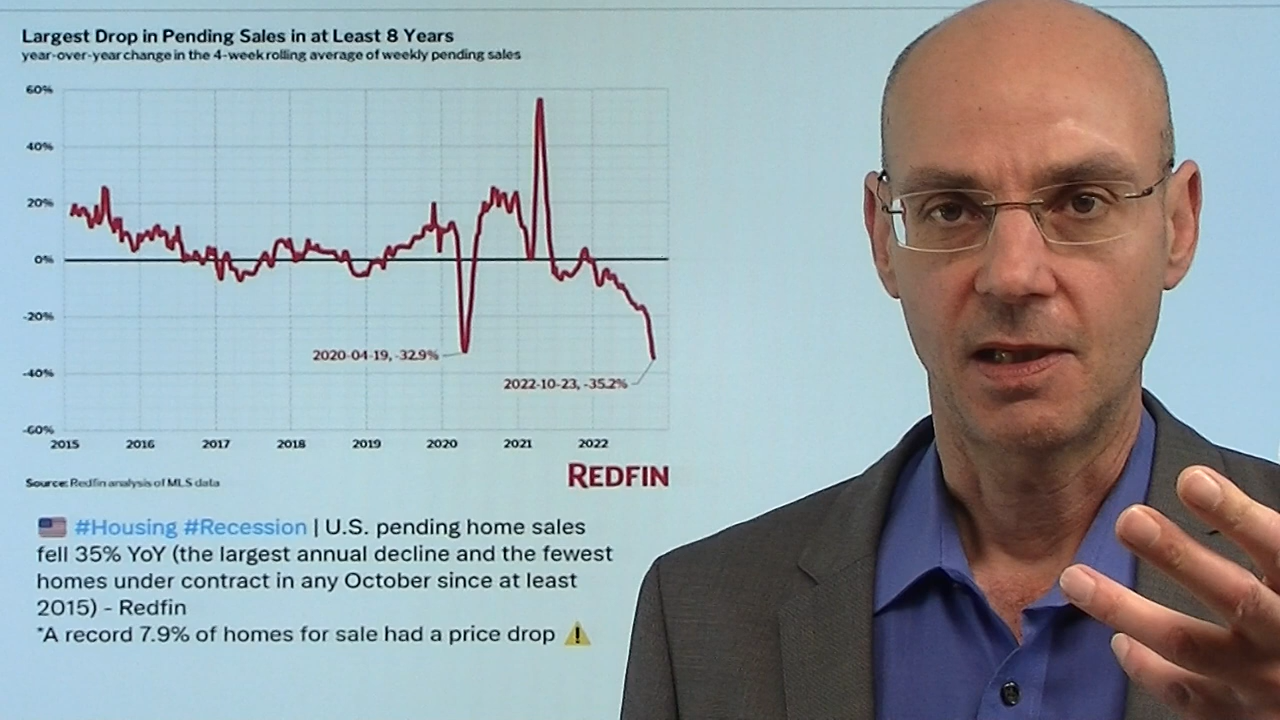 Largest Drop in Pending Sales in at Least 8 Years
year-over-year change in the 4-week rolling average of weekly pending sales
60%
40%
20%
0%
-20%
-40%
-60%
2020-04-19, -32.9%
2022-10-23, -35.2%
2015 2016 2017 2018 2019 2020 2021 2022
Source: Redfin analysis of MLS data
REDFIN
#Housing #Recession | U.S. pending home sales
fell 35% YoY (the largest annual decline and the fewest
homes under contract in any October since at least
2015) - Redfin
*A record 7.9% of homes for sale had a price drop